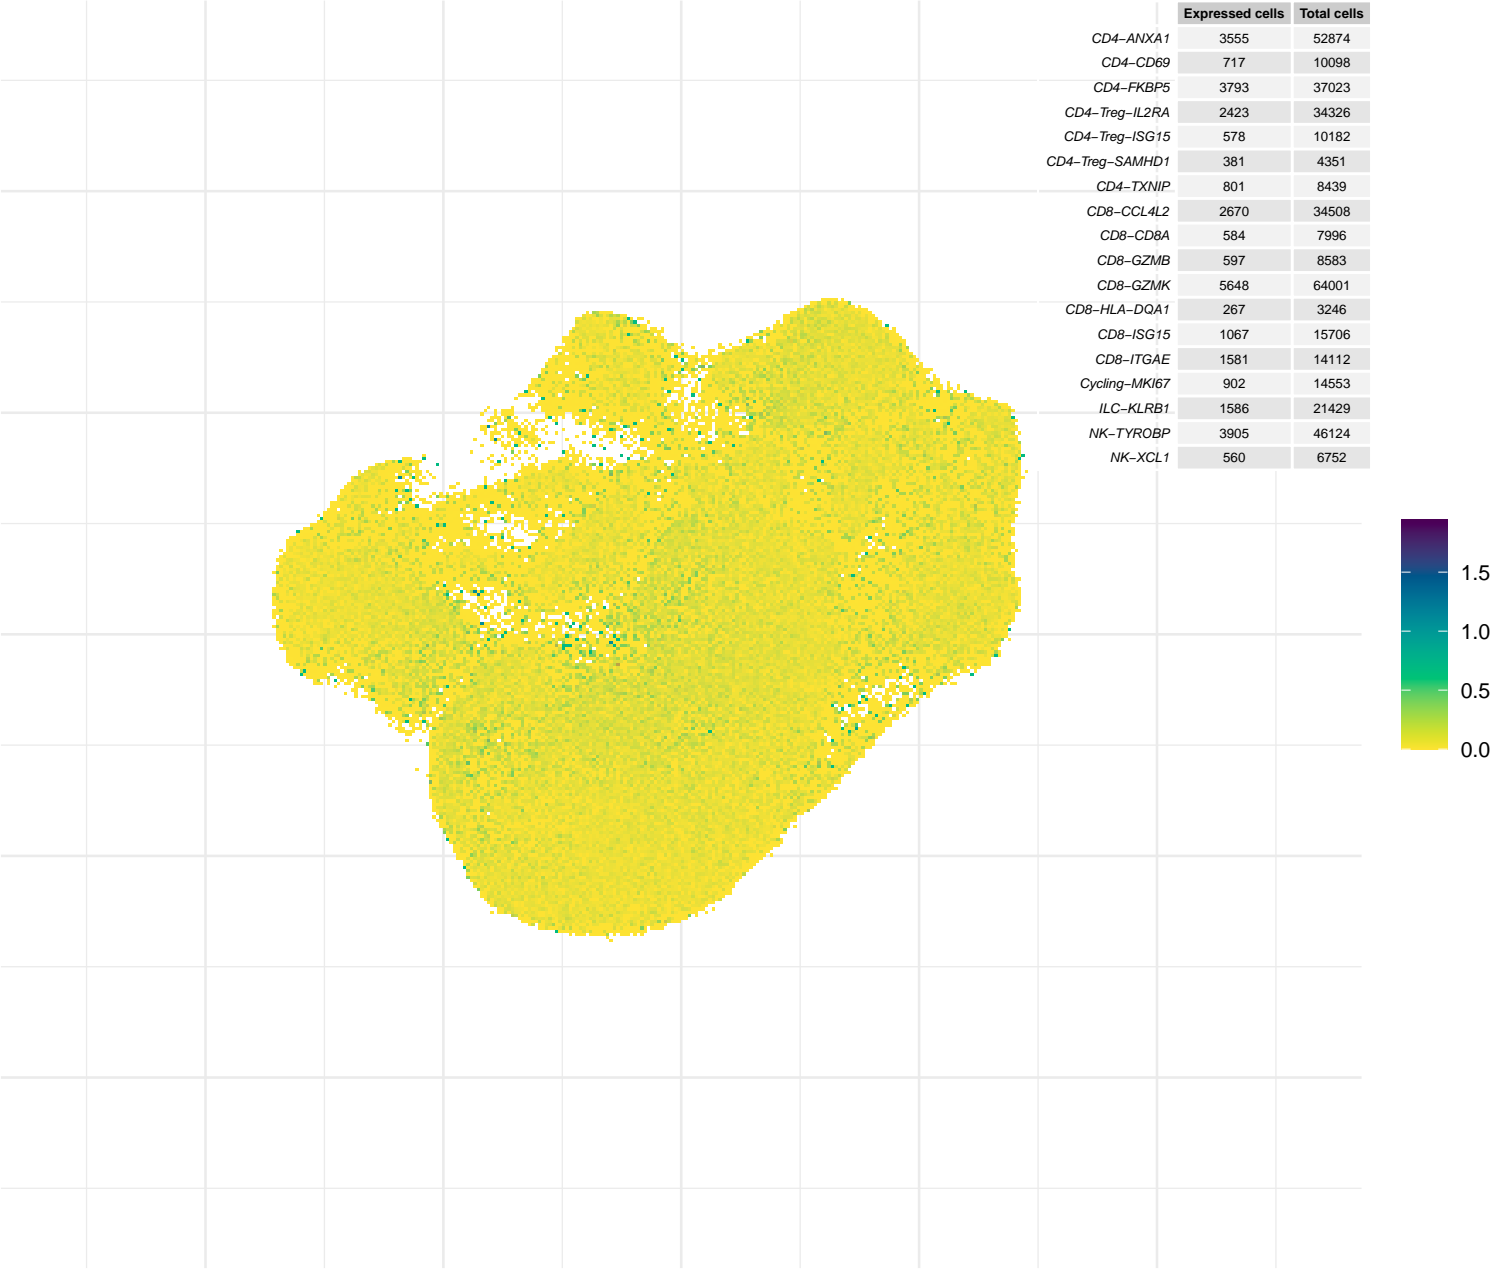 Expressed cells Total cells
CD4−ANXA1 3555 52874
CD4−CD69 717 10098
CD4−FKBP5 3793 37023
CD4−Treg−IL2RA 2423 34326
CD4−Treg−ISG15 578 10182
CD4−Treg−SAMHD1 381 4351
CD4−TXNIP 801 8439
CD8−CCL4L2 2670 34508
CD8−CD8A 584 7996
CD8−GZMB 597 8583
CD8−GZMK 5648 64001
CD8−HLA−DQA1 267 3246
CD8−ISG15 1067 15706
CD8−ITGAE 1581 14112
Cycling−MKI67 902 14553
ILC−KLRB1 1586 21429
NK−TYROBP 3905 46124
NK−XCL1 560 6752
1.5
1.0
0.5
0.0